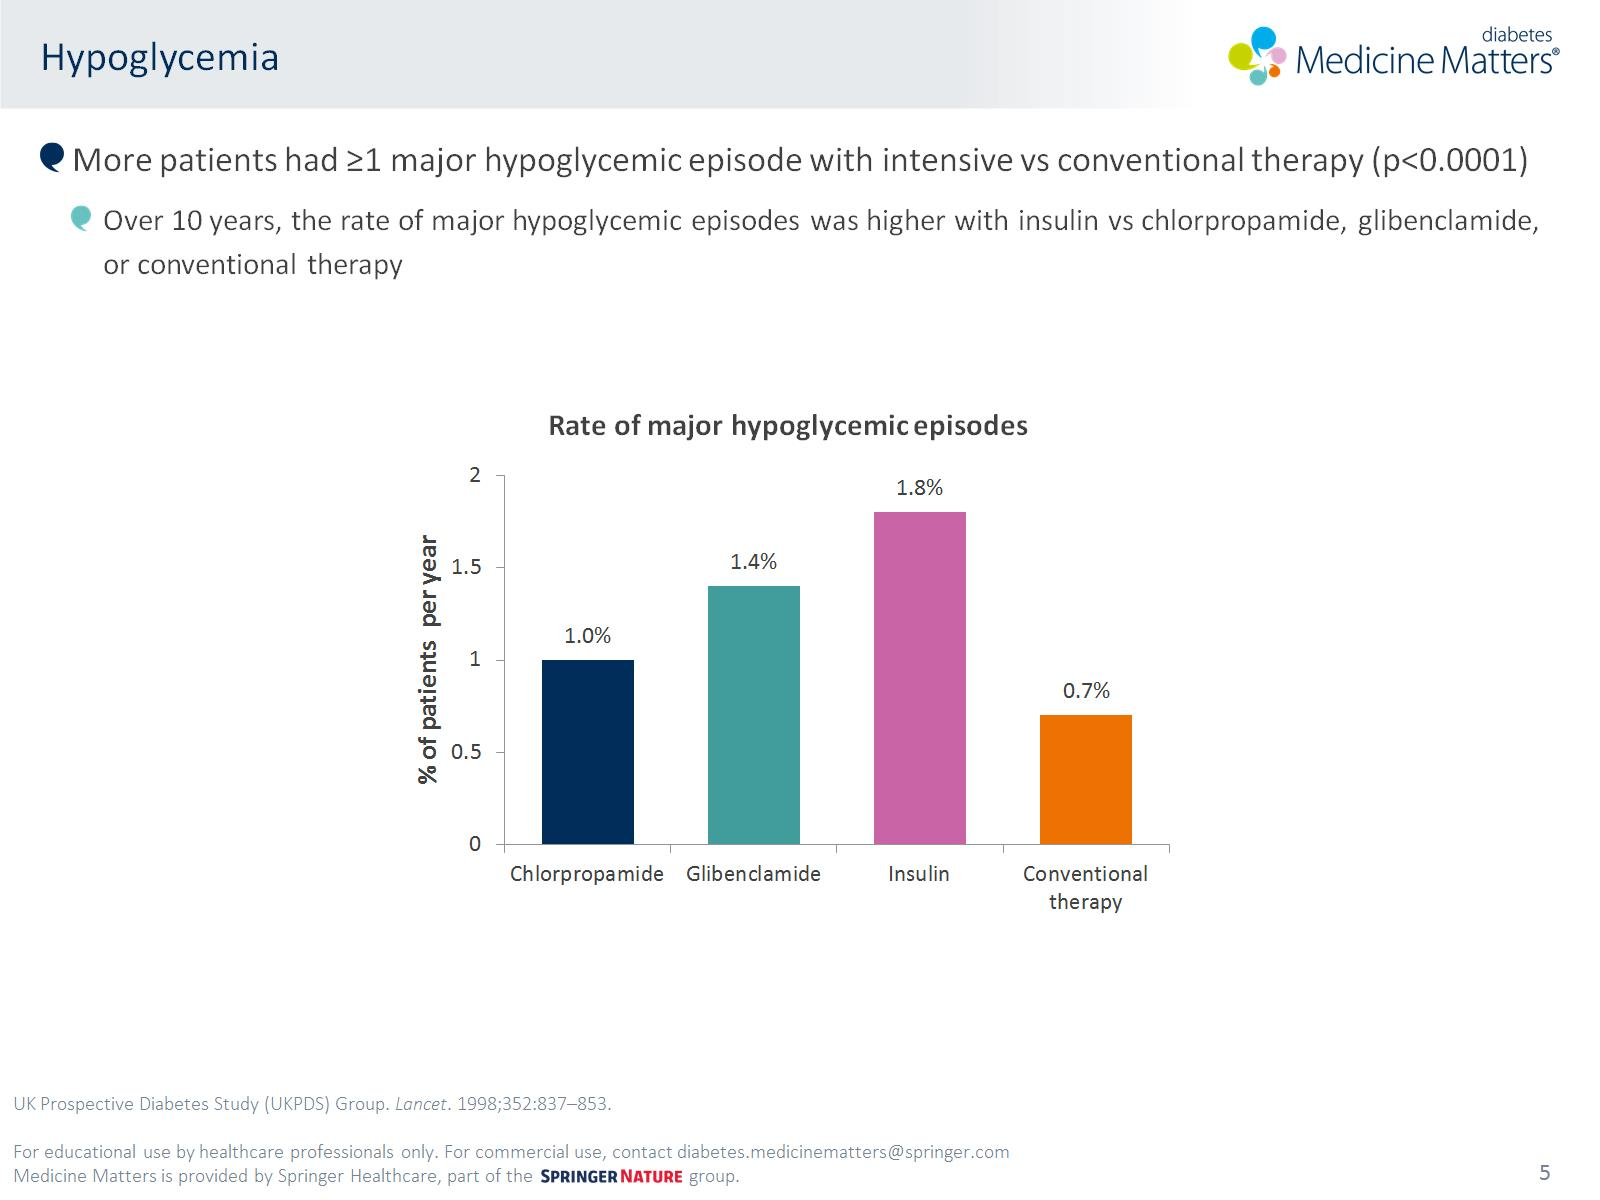 Hypoglycemia
diabetes
Medicine Matters®
More patients had ≥1 major hypoglycemic episode with intensive vs conventional therapy (p<0.0001)
Over 10 years, the rate of major hypoglycemic episodes was higher with insulin vs chlorpropamide, glibenclamide,
or conventional therapy
Rate of major hypoglycemic episodes
% of patients per year
2
1.5
1
0.5
0
1.0%
1.4%
1.8%
0.7%
Chlorpropamide
Glibenclamide
Insulin
Conventional
therapy
UK Prospective Diabetes Study (UKPDS) Group. Lancet. 1998;352:837–853.
For educational use by healthcare professionals only. For commercial use, contact diabetes.medicinematters@springer.com
Medicine Matters is provided by Springer Healthcare, part of the SPRINGER NATURE group.
5